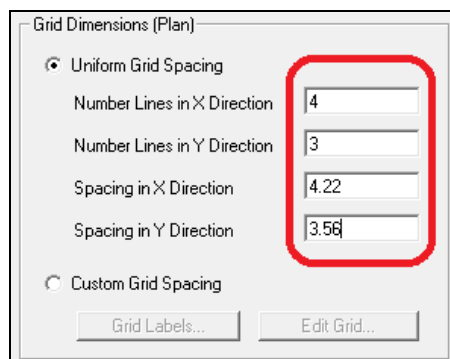 Grid Dimensions (Plan)
Uniform Grid Spacing
Number Lines in X Direction 4
Number Lines in Y Direction 3
Spacing in X Direction 4.22
Spacing in Y Direction 3.56
Custom Grid Spacing
Grid Labels... Edit Grid...